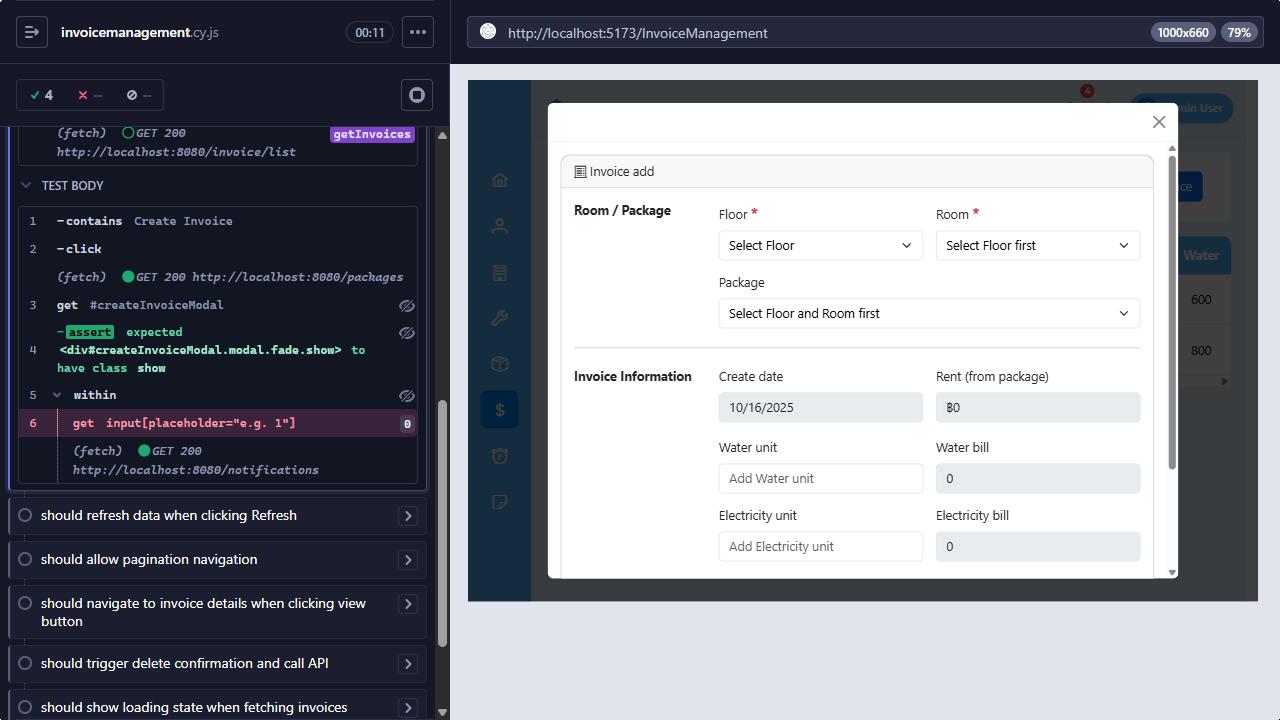 invoicemanagement.cy.js
00:11
http://localhost:5173/InvoiceManagement
1000x660
79%
4
--
--
(fetch) GET 200 getInvoices
http://localhost:8080/invoice/list
TEST BODY
1 -contains Create Invoice
2 -click
(fetch) GET 200 http://localhost:8080/packages
3 get #createInvoiceModal
4 -assert expected
<div#createInvoiceModal.modal.fade.show> to
have class show
5 within
6 get input[placeholder="e.g. 1"] 0
(fetch) GET 200
http://localhost:8080/notifications
should refresh data when clicking Refresh
should allow pagination navigation
should navigate to invoice details when clicking view
button
should trigger delete confirmation and call API
should show loading state when fetching invoices
4
min User
ce
Water
600
800
Invoice add
Room / Package
Floor *
Room *
Select Floor
Select Floor first
Package
Select Floor and Room first
Invoice Information
Create date
Rent (from package)
10/16/2025
฿0
Water unit
Water bill
Add Water unit
0
Electricity unit
Electricity bill
Add Electricity unit
0